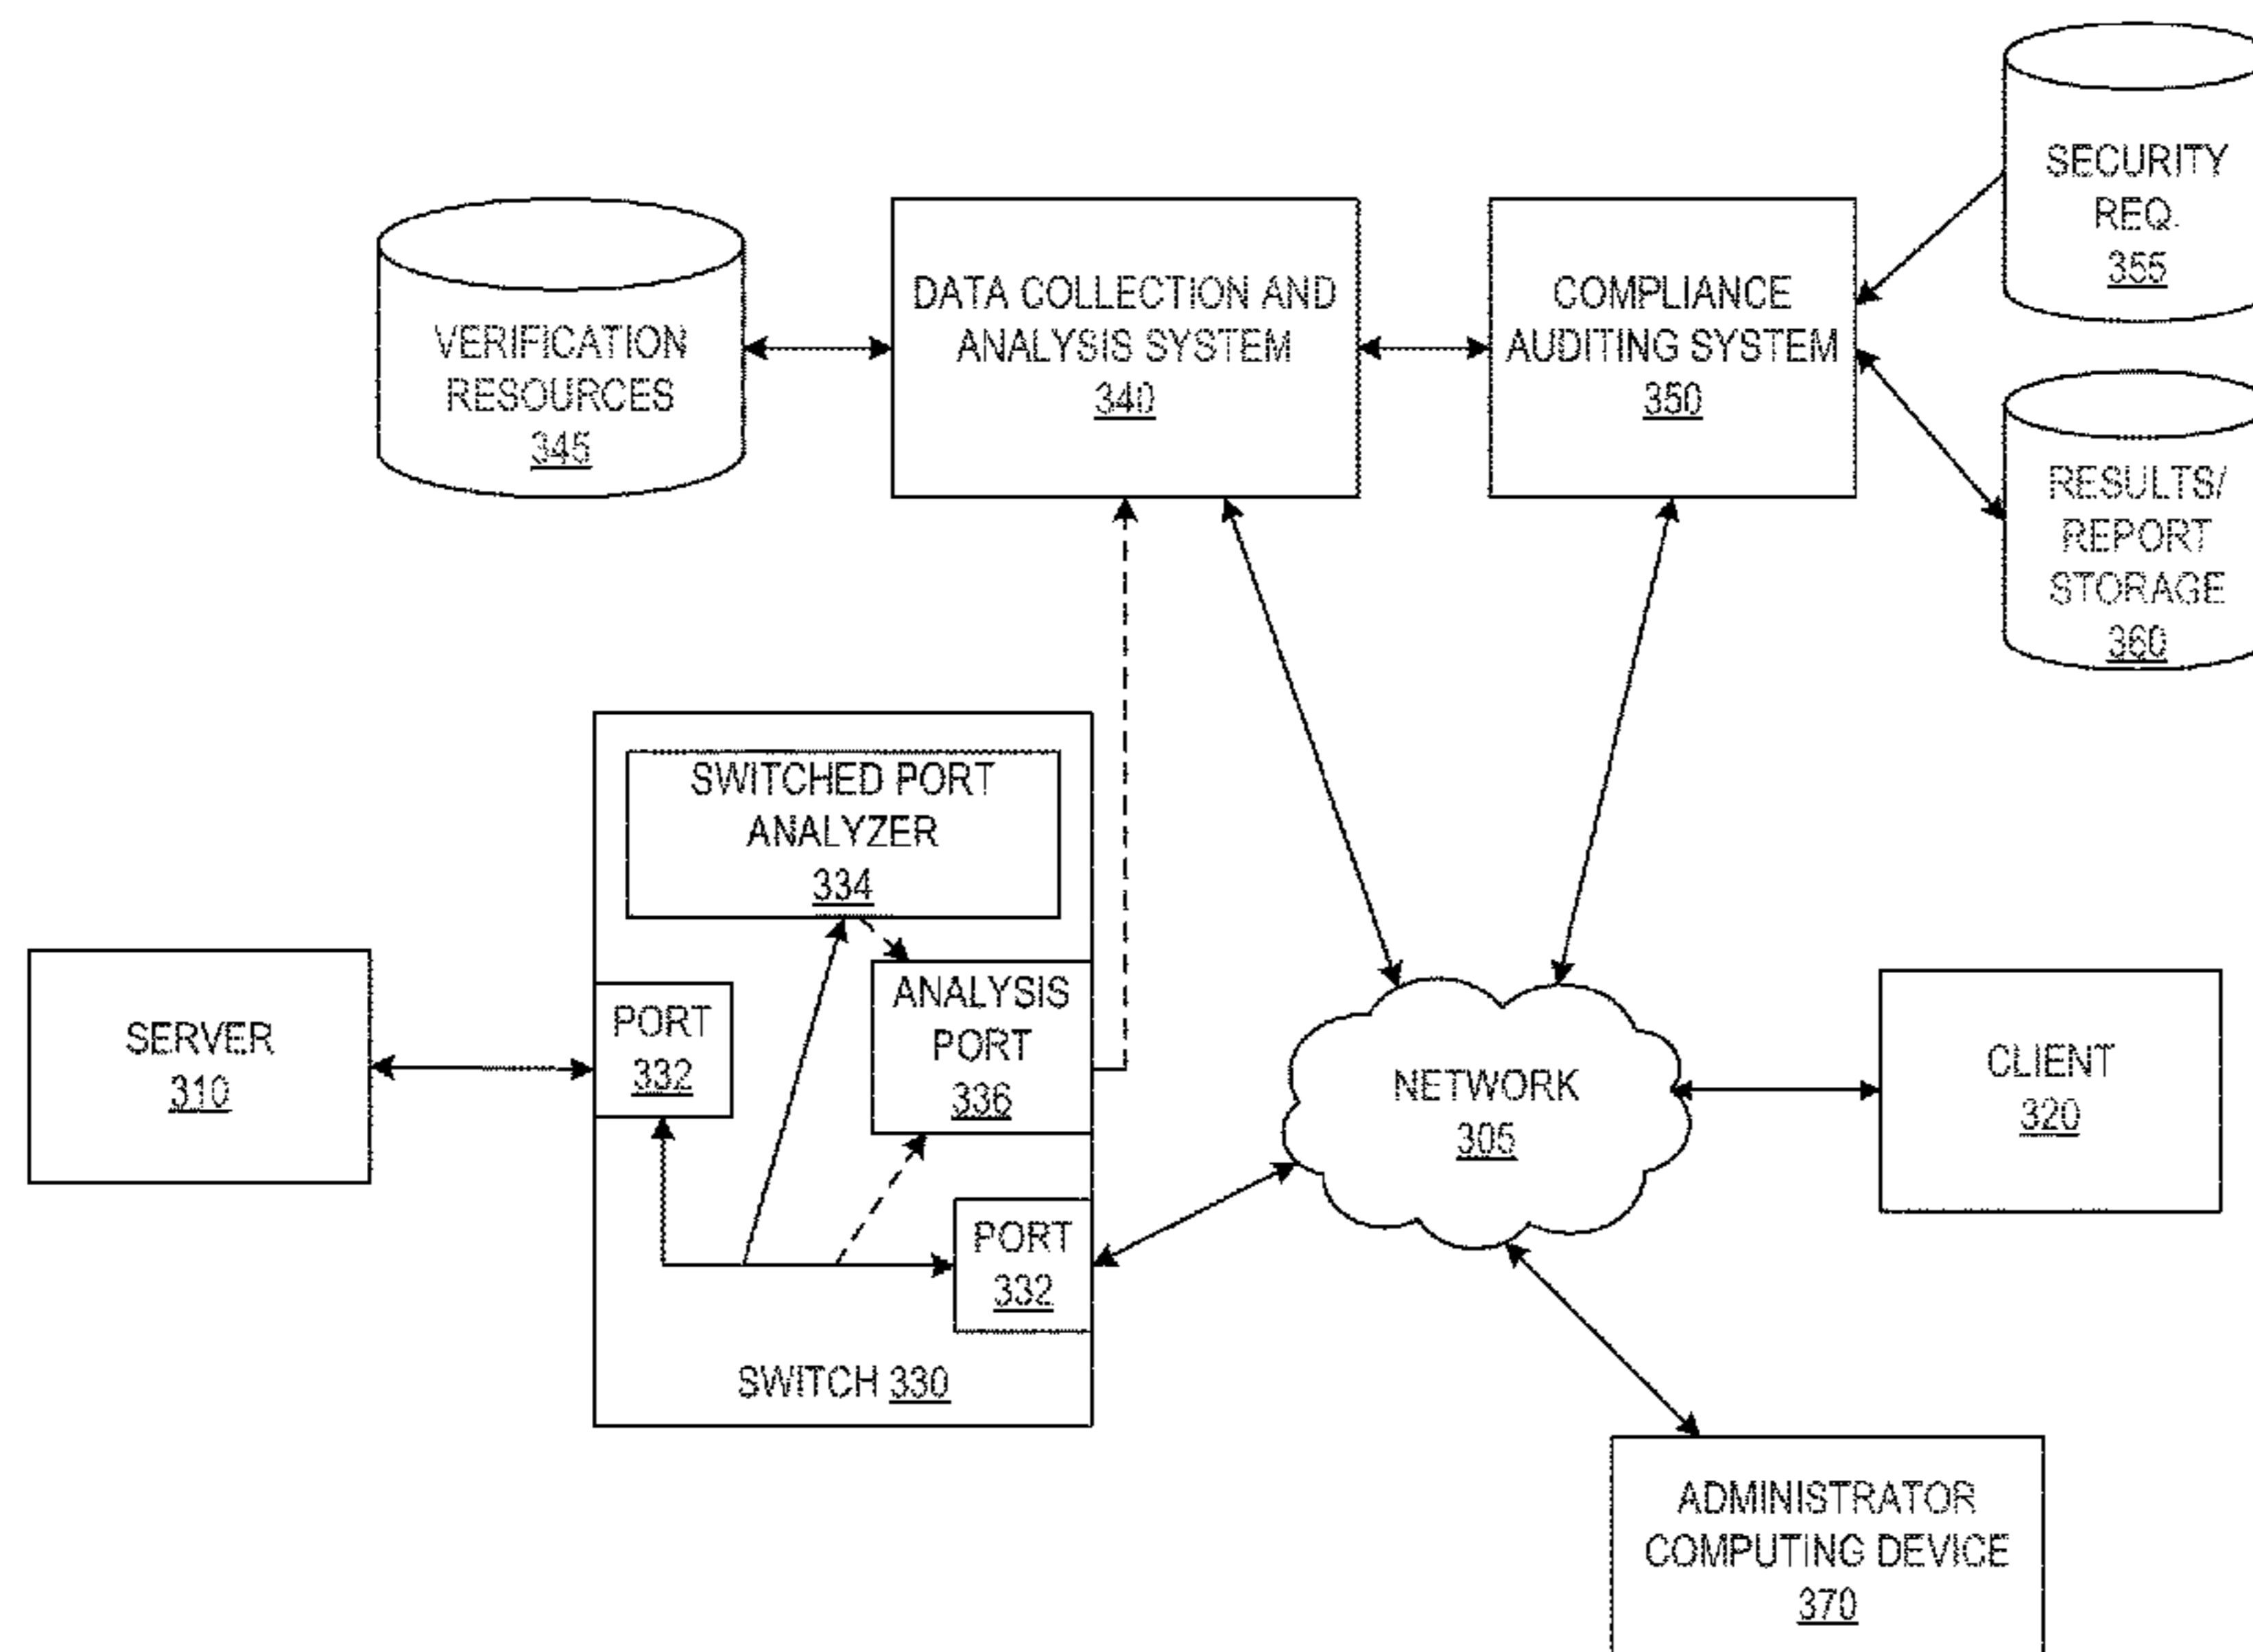 SECURITY
REQ.
355
VERIFICATION
RESOURCES
345
DATA COLLECTION AND
ANALYSIS SYSTEM
340
COMPLIANCE
AUDITING SYSTEM
350
RESULTS/
REPORT
STORAGE
360
SWITCHED PORT
ANALYZER
334
SERVER
310
PORT
332
ANALYSIS
PORT
336
PORT
332
SWITCH 330
NETWORK
305
CLIENT
320
ADMINISTRATOR
COMPUTING DEVICE
370